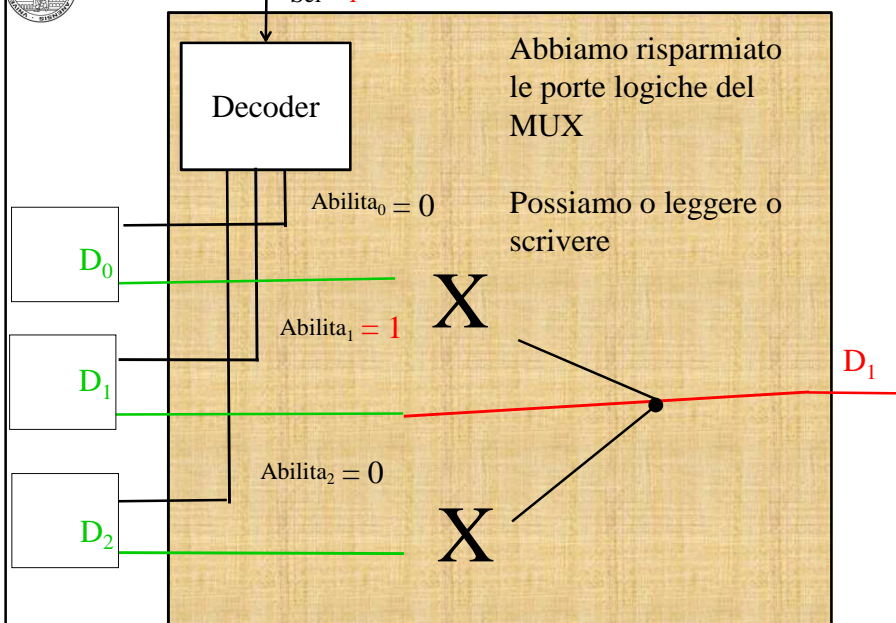 Abbiamo risparmiato
le porte logiche del
MUX
Decoder
Possiamo o leggere o
scrivere
Abilita₀ = 0
D₀
Abilita₁ = 1
D₁
D₁
Abilita₂ = 0
D₂
X
X